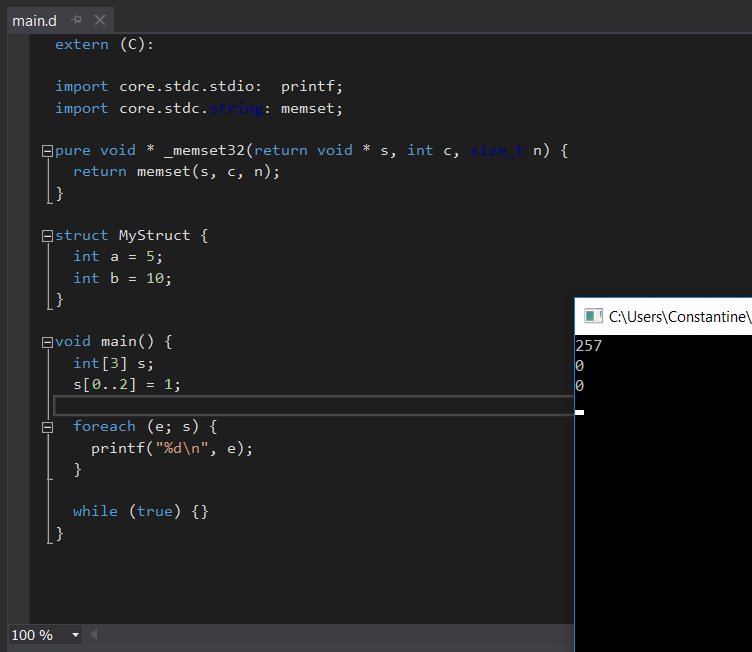 main.d
extern (C):
import core.stdc.stdio:  printf;
import core.stdc.string: memset;
pure void * _memset32(return void * s, int c, size_t n) {
return memset(s, c, n);
}
struct MyStruct {
int a = 5;
int b = 10;
}
void main() {
int[3] s;
s[0..2] = 1;
foreach (e; s) {
printf("%d\n", e);
}
while (true) {}
}
100 %
C:\Users\Constantine\
257
0
0